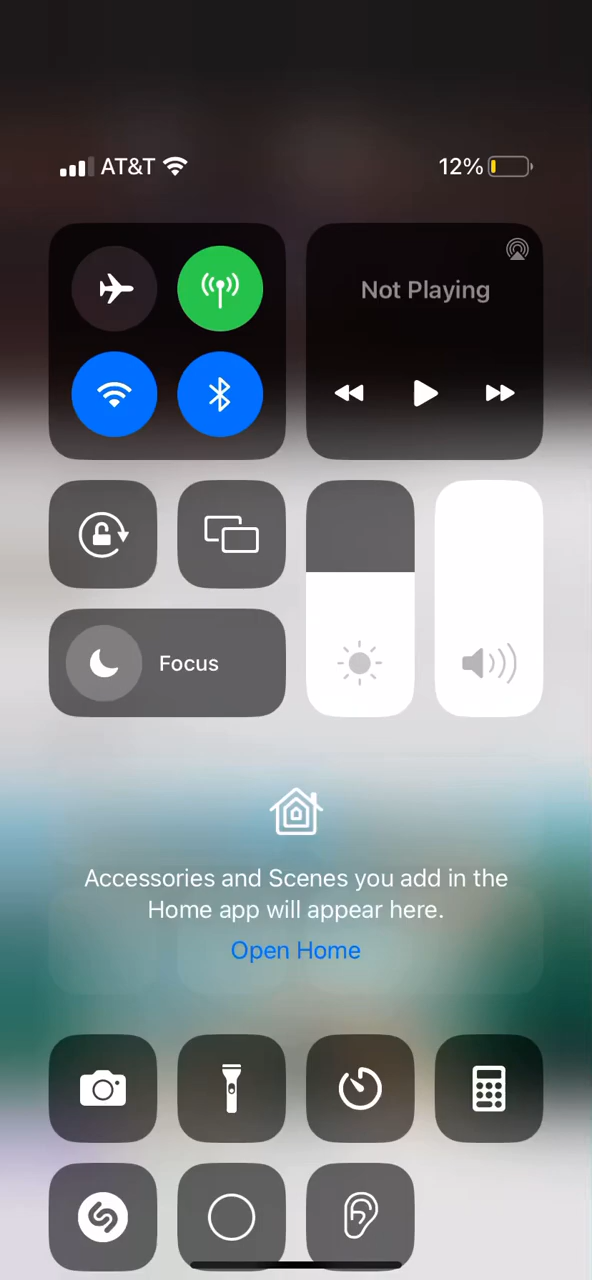 AT&T 12%
Not Playing
Focus
Accessories and Scenes you add in the
Home app will appear here.
Open Home